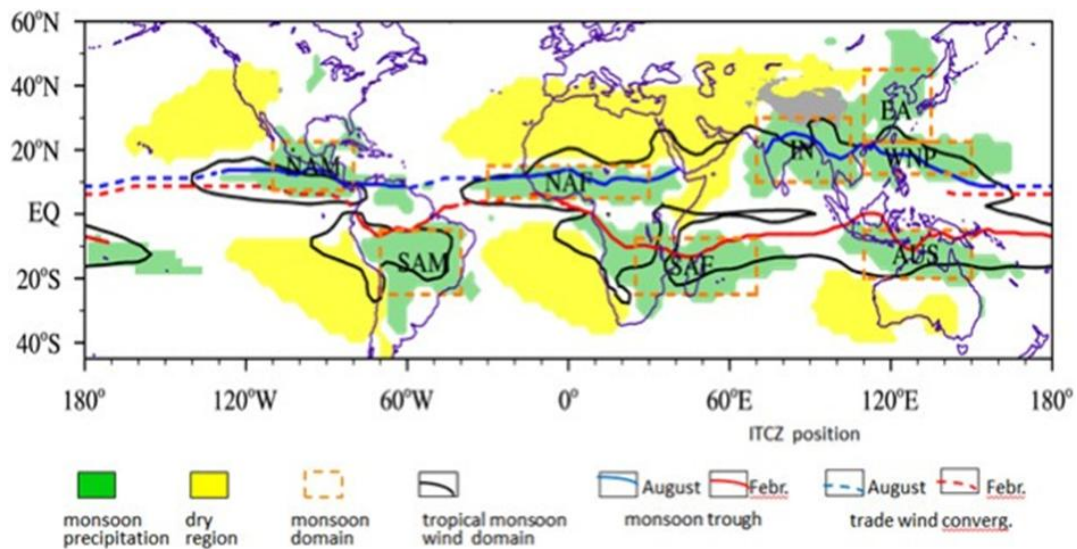 60°N
40°N
20°N
EQ
20°S
40°S
EA
IN
WNP
NAM
NAF
SAM
SAF
AUS
180° 120°W 60°W 0° 60°E 120°E 180°
ITCZ position
August Febr. August Febr.
monsoon precipitation
dry region
monsoon domain
tropical monsoon wind domain
monsoon trough
trade wind converg.